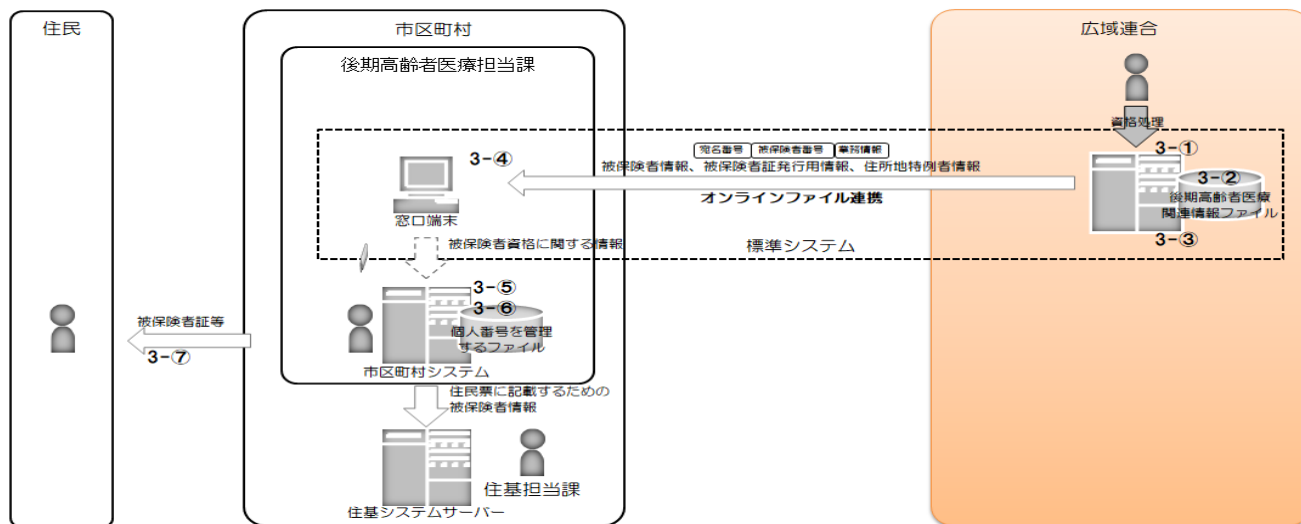 住民
市区町村
広域連合
後期高齢者医療担当課
資格処理
宛名番号 被保険者番号 業務情報
被保険者情報、被保険者証発行用情報、住所地特例者情報
オンラインファイル連携
3-①
3-②
後期高齢者医療
関連情報ファイル
3-③
標準システム
3-④
窓口端末
被保険者資格に関する情報
3-⑤
3-⑥
個人番号を管理
するファイル
市区町村システム
被保険者証等
3-⑦
住民票に記載するための
被保険者情報
住基担当課
住基システムサーバー